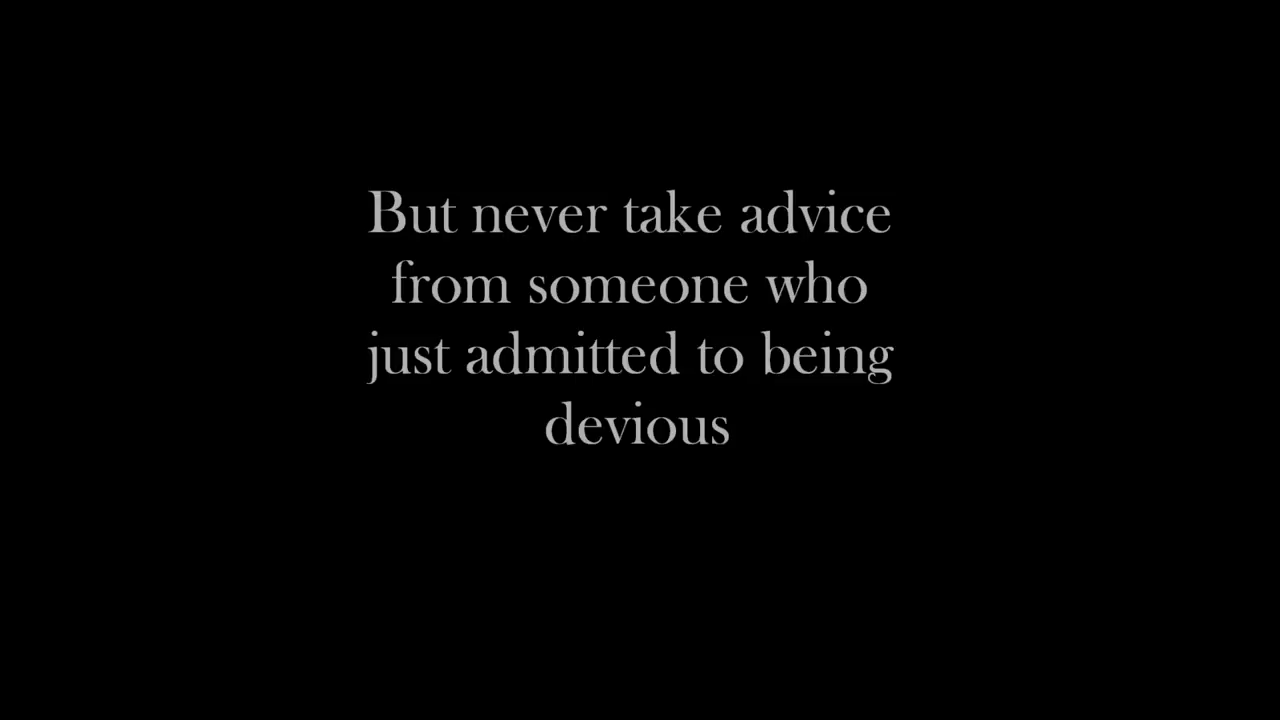 But never take advice
from someone who
just admitted to being
devious